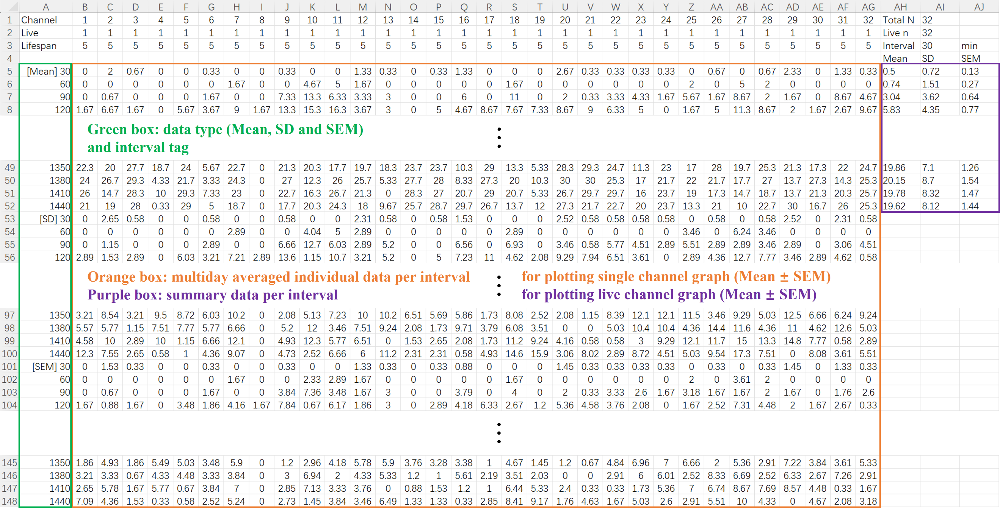 A B C D E F G H I J K L M N O P Q R S T U V W X Y Z AA AB AC AD AE AF AG AH AI AJ
1 Channel 1 2 3 4 5 6 7 8 9 10 11 12 13 14 15 16 17 18 19 20 21 22 23 24 25 26 27 28 29 30 31 32 Total N 32
2 Live 1 1 1 1 1 1 1 1 1 1 1 1 1 1 1 1 1 1 1 1 1 1 1 1 1 1 1 1 1 1 1 1 Live n 32
3 Lifespan 5 5 5 5 5 5 5 5 5 5 5 5 5 5 5 5 5 5 5 5 5 5 5 5 5 5 5 5 5 5 5 5 Interval 30 min
4 Mean SD SEM
5 [Mean] 30 0 2 0.67 0 0 0.33 0 0 0.33 0 0 1.33 0.33 0 0.33 1.33 0 0 0 2.67 0.33 0.33 0.33 0.33 0 0.67 0 0.67 2.33 0 1.33 0.33 0.5 0.72 0.13
6 60 0 0 0 0 0 0 1.67 0 0 4.67 5 1.67 0 0 0 0 0 1.67 0 0 0 0 0 0 2 0 5 2 0 0 0 0 0.74 1.51 0.27
7 90 0 0.67 0 0 0 1.67 0 0 7.33 13.3 6.33 3.33 3 0 0 6 0 11 0 2 0.33 3.33 4.33 1.67 5.67 1.67 8.67 2 1.67 0 8.67 4.67 3.04 3.62 0.64
8 120 1.67 6.67 1.67 0 5.67 3.67 9 1.67 13.3 15.3 16.3 3.67 3 0 5 4.67 8.67 7.67 7.33 8.67 9 6.33 5 0 1.67 5 11.3 8.67 2 1.67 2.67 9.67 5.83 4.35 0.77
Green box: data type (Mean, SD and SEM)
and interval tag
49 1350 22.3 20 27.7 18.7 24 5.67 22.7 0 21.3 20.3 17.7 19.7 18.3 23.7 23.7 10.3 29 13.3 5.33 28.3 29.3 24.7 11.3 23 17 28 19.7 25.3 21.3 17.3 22 24.7 19.86 7.1 1.26
50 1380 24 26.7 29.3 4.33 21.7 3.33 24.3 0 27 12.3 26 25.7 5.33 27.7 28 8.33 27.3 20 10.3 30 30 25.3 17 21.7 22 21.7 17.7 27 13.7 27.3 14.3 25.3 20.15 8.7 1.54
51 1410 26 14.7 28.3 10 29.3 7.33 23 0 22.7 16.3 26.7 21.3 0 28.3 27 20.7 29 20.7 5.33 26.7 29.7 29.7 16 23.7 19 17.3 14.7 18.7 13.7 21.3 20.3 25.7 19.78 8.32 1.47
52 1440 21 19 28 0.33 29 5 18.7 0 17.7 20.3 24.3 18 9.67 25.7 28.7 29.7 26.7 13.7 12 27.3 21.7 22.7 20 23.7 13.3 21 10 22.7 30 16.7 26 25.3 19.62 8.12 1.44
53 [SD] 30 0 2.65 0.58 0 0 0.58 0 0 0.58 0 0 2.31 0.58 0 0.58 1.53 0 0 0 2.52 0.58 0.58 0.58 0.58 0 0.58 0 0.58 2.52 0 2.31 0.58
54 60 0 0 0 0 0 0 2.89 0 0 4.04 5 2.89 0 0 0 0 0 2.89 0 0 0 0 0 0 3.46 0 6.24 3.46 0 0 0 0
55 90 0 1.15 0 0 0 2.89 0 0 6.66 12.7 6.03 2.89 5.2 0 0 6.56 0 6.93 0 3.46 0.58 5.77 4.51 2.89 5.51 2.89 2.89 3.46 2.89 0 3.06 4.51
56 120 2.89 1.53 2.89 0 6.03 3.21 7.21 2.89 13.6 1.15 10.7 3.21 5.2 0 5 7.23 11 4.62 2.08 9.29 7.94 6.51 3.61 0 2.89 4.36 12.7 7.77 3.46 2.89 4.62 0.58
Orange box: multiday averaged individual data per interval for plotting single channel graph (Mean ± SEM)
Purple box: summary data per interval for plotting live channel graph (Mean ± SEM)
97 1350 3.21 8.54 3.21 9.5 8.72 6.03 10.2 0 2.08 5.13 7.23 10 10.2 6.51 5.69 5.86 1.73 8.08 2.52 2.08 1.15 8.39 12.1 12.1 11.5 3.46 9.29 5.03 12.5 6.66 6.24 9.24
98 1380 5.57 5.77 1.15 7.51 7.77 5.77 6.66 0 5.2 12 3.46 7.51 9.24 2.08 1.73 9.71 3.79 6.08 3.51 0 0 5.03 10.4 10.4 4.36 14.4 11.6 4.36 11 4.62 12.6 5.03
99 1410 4.58 10 2.89 10 1.15 6.66 12.1 0 4.93 12.3 5.77 6.51 0 1.53 2.65 2.08 1.73 11.2 9.24 4.16 0.58 0.58 3 9.29 12.1 11.7 15 13.3 14.8 7.77 0.58 2.89
100 1440 12.3 7.55 2.65 0.58 1 4.36 9.07 0 4.73 2.52 6.66 6 11.2 2.31 2.31 0.58 4.93 14.6 15.9 3.06 8.02 2.89 8.72 4.51 5.03 9.54 17.3 7.51 0 8.08 3.61 5.51
101 [SEM] 30 0 1.53 0.33 0 0 0.33 0 0 0.33 0 0 1.33 0.33 0 0.33 0.88 0 0 0 1.45 0.33 0.33 0.33 0.33 0 0.33 0 0.33 1.45 0 1.33 0.33
102 60 0 0 0 0 0 0 1.67 0 0 2.33 2.89 1.67 0 0 0 0 0 1.67 0 0 0 0 0 0 2 0 3.61 2 0 0 0 0
103 90 0 0.67 0 0 0 1.67 0 0 3.84 7.36 3.48 1.67 3 0 0 3.79 0 4 0 2 0.33 3.33 2.6 1.67 3.18 1.67 1.67 2 1.67 0 1.76 2.6
104 120 1.67 0.88 1.67 0 3.48 1.86 4.16 1.67 7.84 0.67 6.17 1.86 3 0 2.89 4.18 6.33 2.67 1.2 5.36 4.58 3.76 2.08 0 1.67 2.52 7.31 4.48 2 1.67 2.67 0.33
145 1350 1.86 4.93 1.86 5.49 5.03 3.48 5.9 0 1.2 2.96 4.18 5.78 5.9 3.76 3.28 3.38 1 4.67 1.45 1.2 0.67 4.84 6.96 7 6.66 2 5.36 2.91 7.22 3.84 3.61 5.33
146 1380 3.21 3.33 0.67 4.33 4.48 3.33 3.84 0 3 6.94 2 4.33 5.33 1.2 1 5.61 2.19 3.51 2.03 0 0 2.91 6 6.01 2.52 8.33 6.69 2.52 6.33 2.67 7.26 2.91
147 1410 2.65 5.78 1.67 5.77 0.67 3.84 7 0 2.85 7.13 3.33 3.76 0 0.88 1.53 1.2 1 6.44 5.33 2.4 0.33 0.33 1.73 5.36 7 6.74 8.67 7.69 8.57 4.48 0.33 1.67
148 1440 7.09 4.36 1.53 0.33 0.58 2.52 5.24 0 2.73 1.45 3.84 3.46 6.49 1.33 1.33 0.33 2.85 8.41 9.17 1.76 4.63 1.67 5.03 2.6 2.91 5.51 10 4.33 0 4.67 2.08 3.18